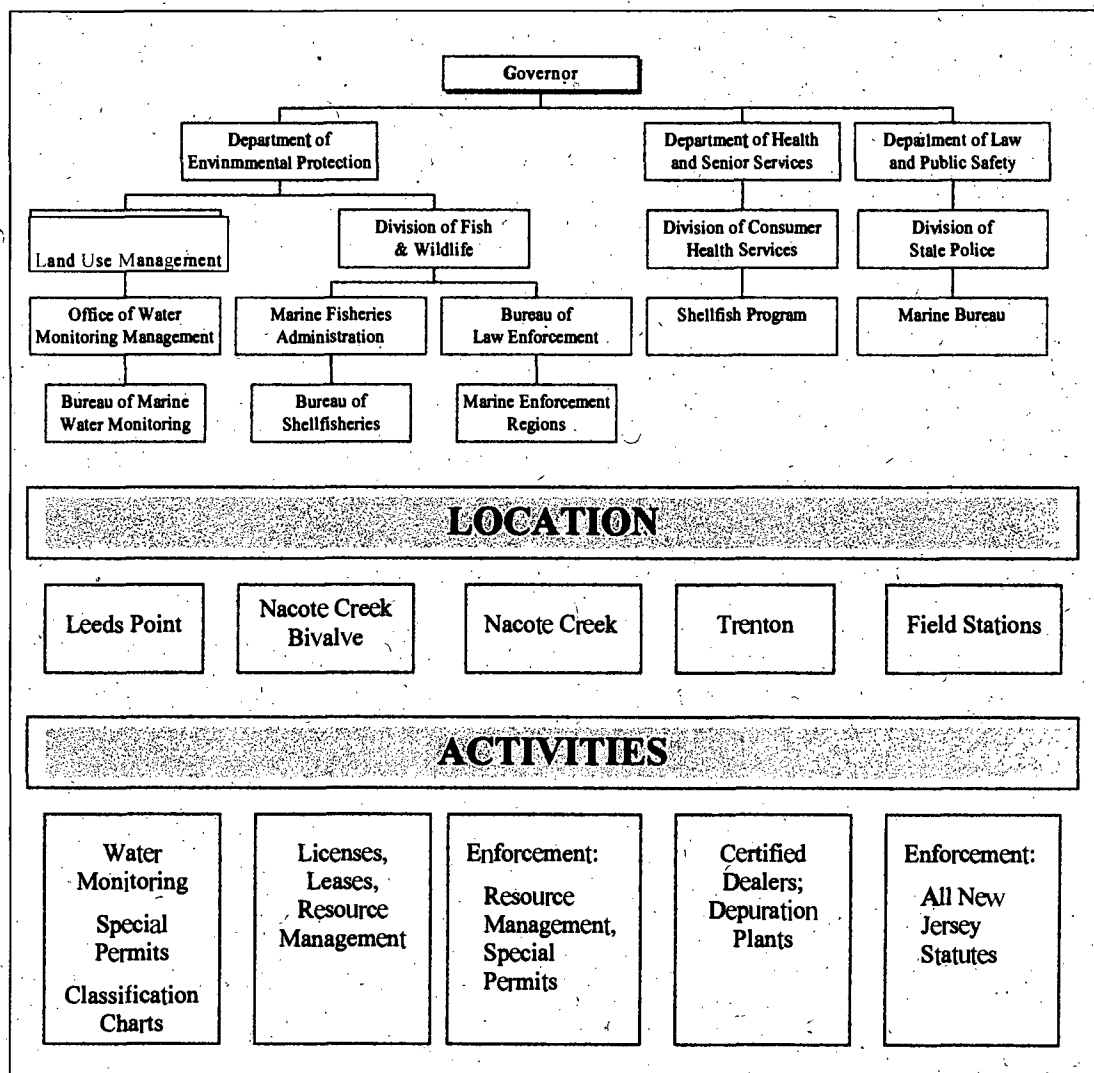 Governor
Department of
Envinmmental Protection
Department of Health
and Senior Services
Depailment of Law
and Public Safety
Land Use Management
Division of Fish
& Wildlife
Division of Consumer
Health Services
Division of
Stale Police
Office of Water
Monitoring Management
Marine Fisheries
Administration
Bureau of
Law Enforcement
Shellfish Program
Marine Bureau
Bureau of Marine
Water Monitoring
Bureau of
Shellfisheries
Marine Enforcement
Regions
LOCATION
Leeds Point
Nacote Creek
Bivalve
Nacote Creek
Trenton
Field Stations
ACTIVITIES
Water
Monitoring
Special
Permits
Classification
Charts
Licenses,
Leases,
Resource
Management
Enforcement:
Resource
Management,
Special
Permits
Certified
Dealers;
Depuration
Plants
Enforcement:
All New
Jersey
Statutes